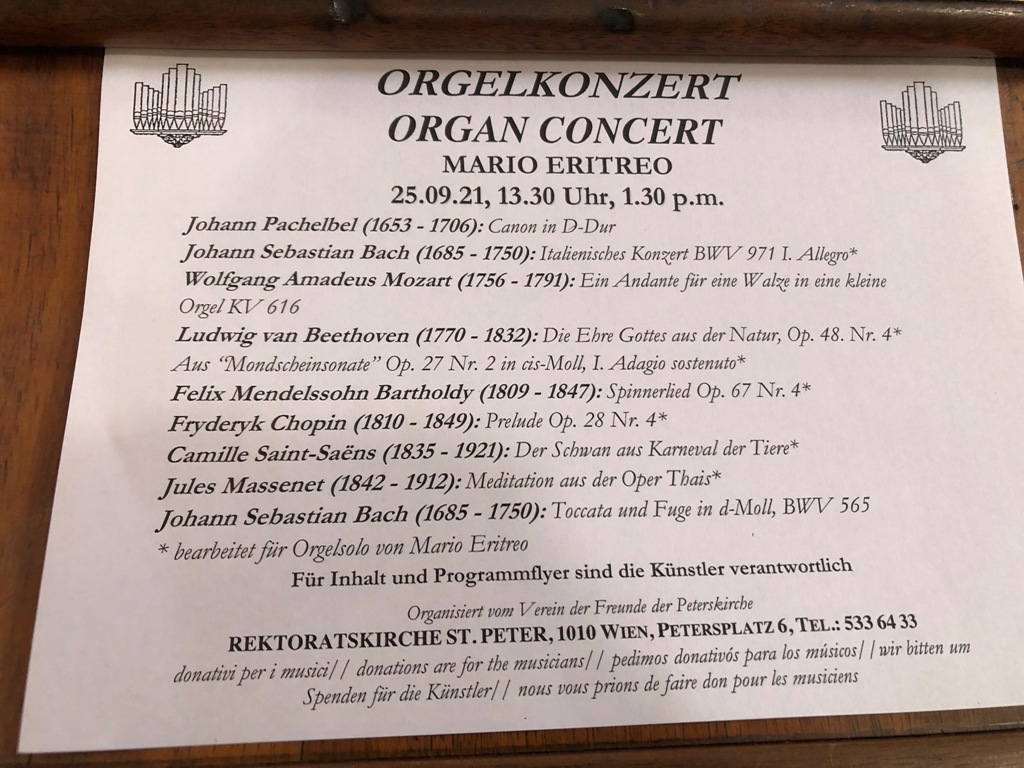 ORGELKONZERT
ORGAN CONCERT
MARIO ERITREO
25.09.21, 13.30 Uhr, 1.30 p.m.
Johann Pachelbel (1653 - 1706): Canon in D-Dur
Johann Sebastian Bach (1685 - 1750): Italienisches Konzert BWV 971 I. Allegro*
Wolfgang Amadeus Mozart (1756 - 1791): Ein Andante für eine Walze in eine kleine
Orgel KV 616
Ludwig van Beethoven (1770 - 1832): Die Ehre Gottes aus der Natur, Op. 48. Nr. 4*
Aus “Mondscheinsonate” Op. 27 Nr. 2 in cis-Moll, I. Adagio sostenuto*
Felix Mendelssohn Bartholdy (1809 - 1847): Spinnerlied Op. 67 Nr. 4*
Fryderyk Chopin (1810 - 1849): Prelude Op. 28 Nr. 4*
Camille Saint-Saëns (1835 - 1921): Der Schwan aus Karneval der Tiere*
Jules Massenet (1842 - 1912): Meditation aus der Oper Thais*
Johann Sebastian Bach (1685 - 1750): Toccata und Fuge in d-Moll, BWV 565
* bearbeitet für Orgelsolo von Mario Eritreo
Für Inhalt und Programmflyer sind die Künstler verantwortlich
Organisiert vom Verein der Freunde der Peterskirche
REKTORATSKIRCHE ST. PETER, 1010 WIEN, PETERSPLATZ 6, TEL.: 533 64 33
donativi per i musici// donations are for the musicians// pedimos donativós para los músicos//wir bitten um
Spenden für die Künstler// nous vous prions de faire don pour les musiciens